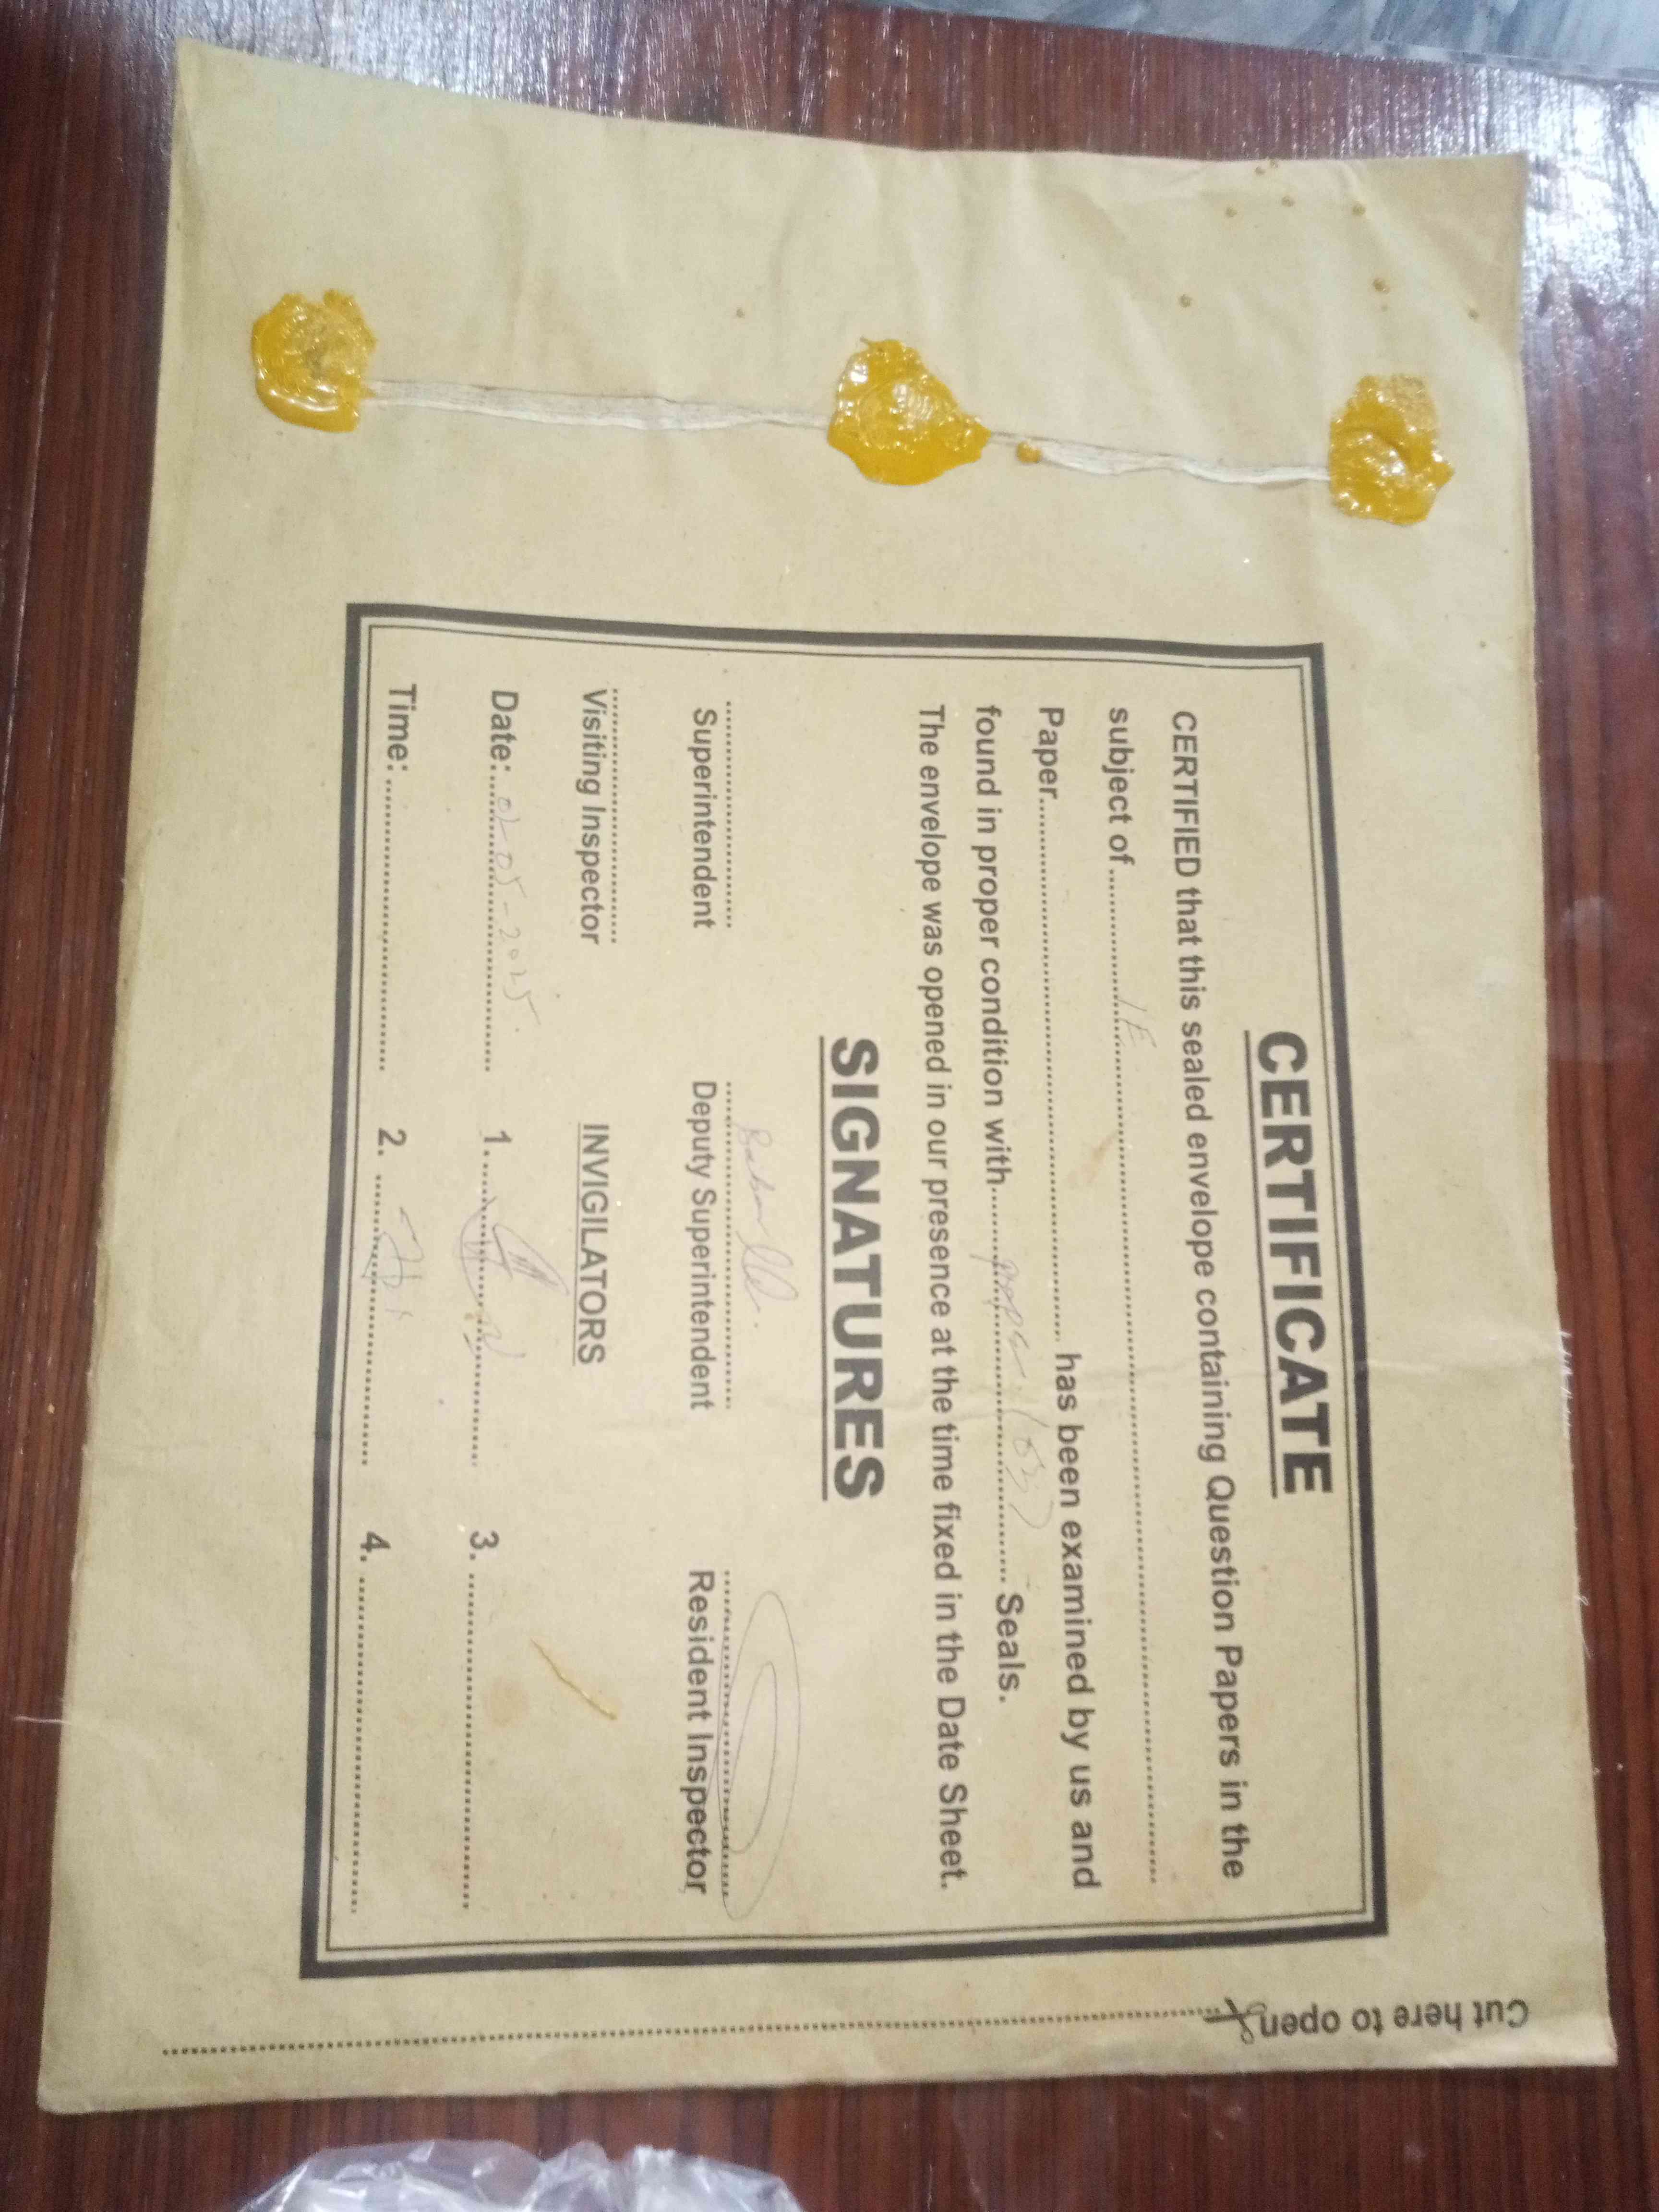 CERTIFICATE
CERTIFIED that this sealed envelope containing Question Papers in the
subject of
Paper has been examined by us and
found in proper condition with Seals.
The envelope was opened in our presence at the time fixed in the Date Sheet.
SIGNATURES
Superintendent Deputy Superintendent Resident Inspector
Visiting Inspector INVIGILATORS
Date: 1. 3.
Time: 2. 4.
Cut here to open